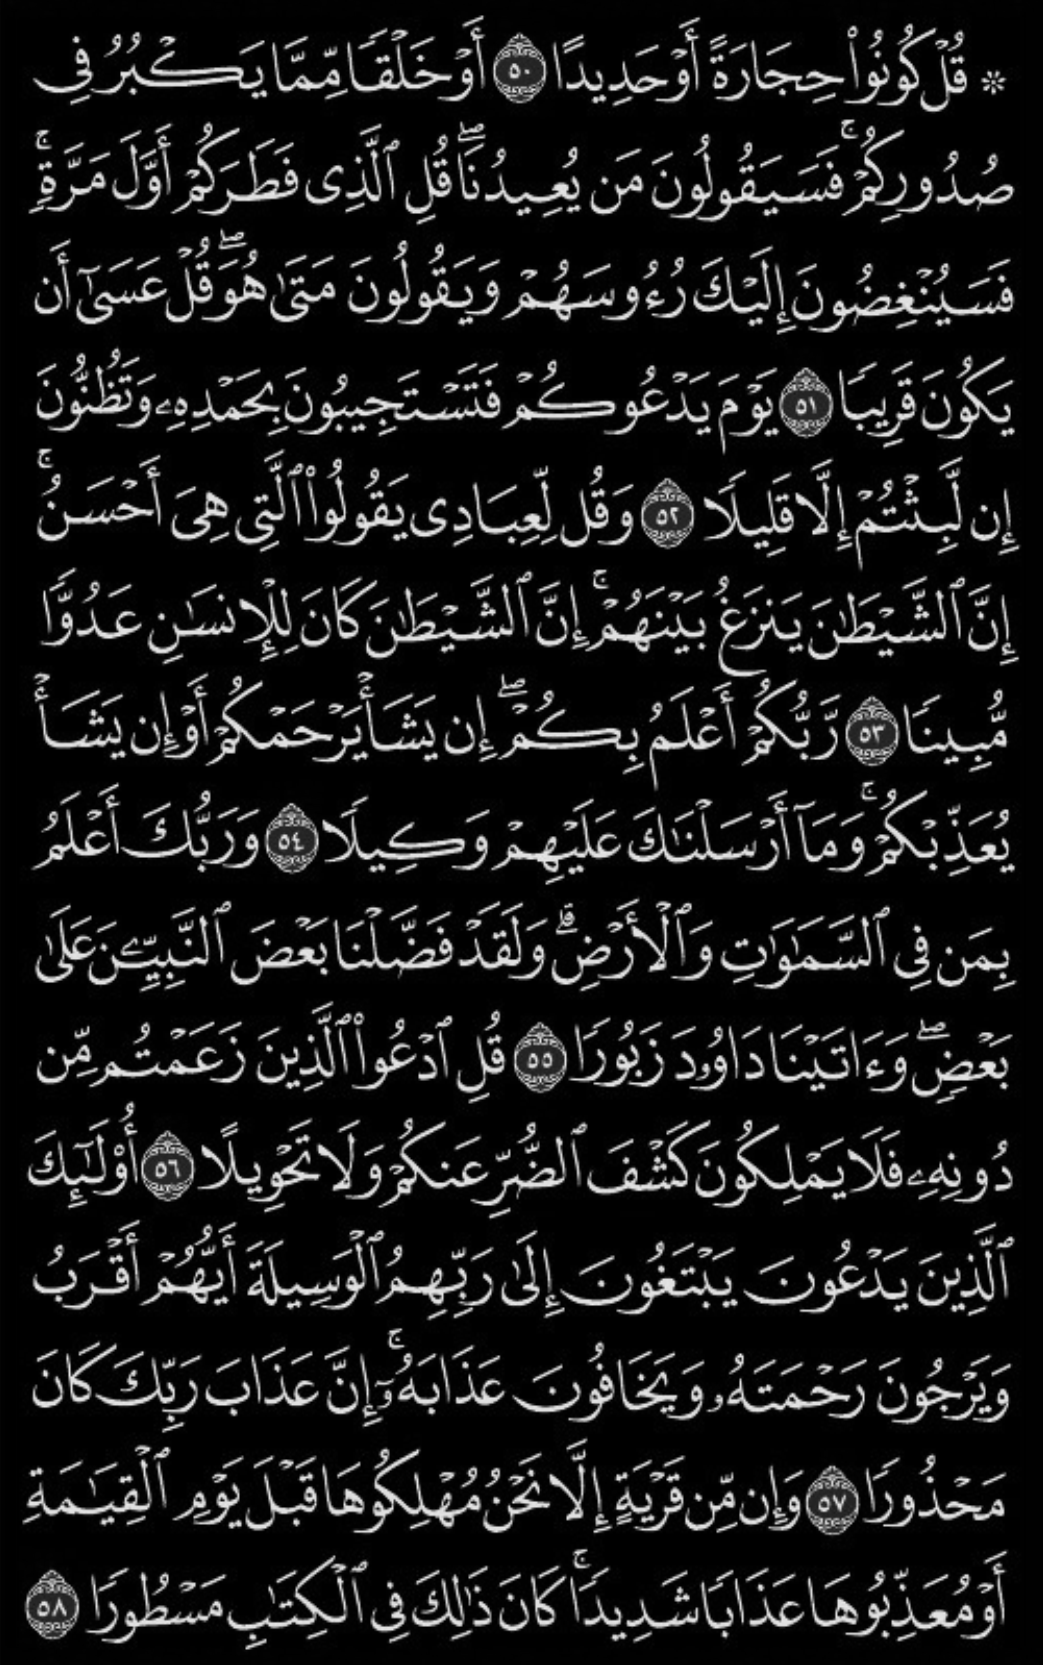 ۞ قُلْ كُونُوا۟ حِجَارَةً أَوْ حَدِيدًا ٥٠ أَوْ خَلْقًا مِّمَّا يَكْبُرُ فِى
صُدُورِكُمْ ۚ فَسَيَقُولُونَ مَن يُعِيدُنَا ۖ قُلِ ٱلَّذِى فَطَرَكُمْ أَوَّلَ مَرَّةٍ ۚ
فَسَيُنْغِضُونَ إِلَيْكَ رُءُوسَهُمْ وَيَقُولُونَ مَتَىٰ هُوَ ۖ قُلْ عَسَىٰٓ أَن
يَكُونَ قَرِيبًا ٥١ يَوْمَ يَدْعُوكُمْ فَتَسْتَجِيبُونَ بِحَمْدِهِۦ وَتَظُنُّونَ
إِن لَّبِثْتُمْ إِلَّا قَلِيلًا ٥٢ وَقُل لِّعِبَادِى يَقُولُوا۟ ٱلَّتِى هِىَ أَحْسَنُ ۚ
إِنَّ ٱلشَّيْطَٰنَ يَنزَغُ بَيْنَهُمْ ۚ إِنَّ ٱلشَّيْطَٰنَ كَانَ لِلْإِنسَٰنِ عَدُوًّا
مُّبِينًا ٥٣ رَّبُّكُمْ أَعْلَمُ بِكُمْ ۖ إِن يَشَأْ يَرْحَمْكُمْ أَوْ إِن يَشَأْ
يُعَذِّبْكُمْ ۚ وَمَآ أَرْسَلْنَٰكَ عَلَيْهِمْ وَكِيلًا ٥٤ وَرَبُّكَ أَعْلَمُ
بِمَن فِى ٱلسَّمَٰوَٰتِ وَٱلْأَرْضِ ۗ وَلَقَدْ فَضَّلْنَا بَعْضَ ٱلنَّبِيِّۦنَ عَلَىٰ
بَعْضٍ ۖ وَءَاتَيْنَا دَاوُۥدَ زَبُورًا ٥٥ قُلِ ٱدْعُوا۟ ٱلَّذِينَ زَعَمْتُم مِّن
دُونِهِۦ فَلَا يَمْلِكُونَ كَشْفَ ٱلضُّرِّ عَنكُمْ وَلَا تَحْوِيلًا ٥٦ أُو۟لَٰٓئِكَ
ٱلَّذِينَ يَدْعُونَ يَبْتَغُونَ إِلَىٰ رَبِّهِمُ ٱلْوَسِيلَةَ أَيُّهُمْ أَقْرَبُ
وَيَرْجُونَ رَحْمَتَهُۥ وَيَخَافُونَ عَذَابَهُۥٓ ۚ إِنَّ عَذَابَ رَبِّكَ كَانَ
مَحْذُورًا ٥٧ وَإِن مِّن قَرْيَةٍ إِلَّا نَحْنُ مُهْلِكُوهَا قَبْلَ يَوْمِ ٱلْقِيَٰمَةِ
أَوْ مُعَذِّبُوهَا عَذَابًا شَدِيدًا ۚ كَانَ ذَٰلِكَ فِى ٱلْكِتَٰبِ مَسْطُورًا ٥٨